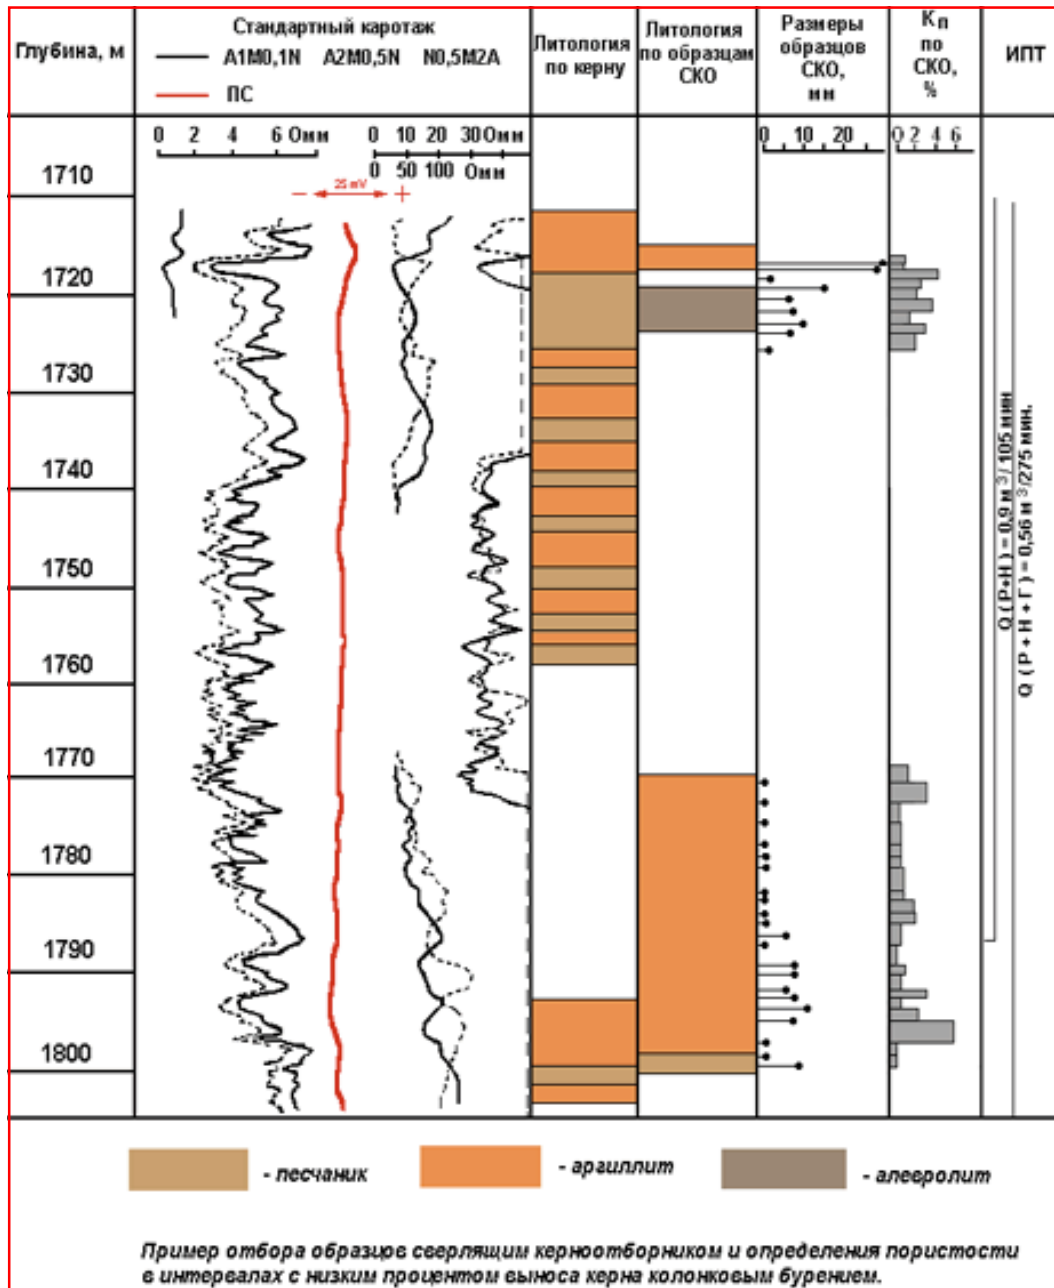 Глубина, м
Стандартный каротаж
А1М0,1N А2М0,5N N0,5М2А
ПС
Литология
по керну
Литология
по образцам
СКО
Размеры
образцов
СКО,
мм
Кп
по
СКО,
%
ИПТ
0 2 4 6 Омм
0 10 20 30 Омм
0 50 100 Омм
0 10 20
0 2 4 6
− 25 mV +
1710
1720
1730
1740
1750
1760
1770
1780
1790
1800
Q (Р+Н) = 0,9 м³/ 105 мин
Q (Р + Н + Г) = 0,56 м³/275 мин.
- песчаник
- аргиллит
- алевролит
Пример отбора образцов сверлящим керноотборником и определения пористости
в интервалах с низким процентом выноса керна колонковым бурением.